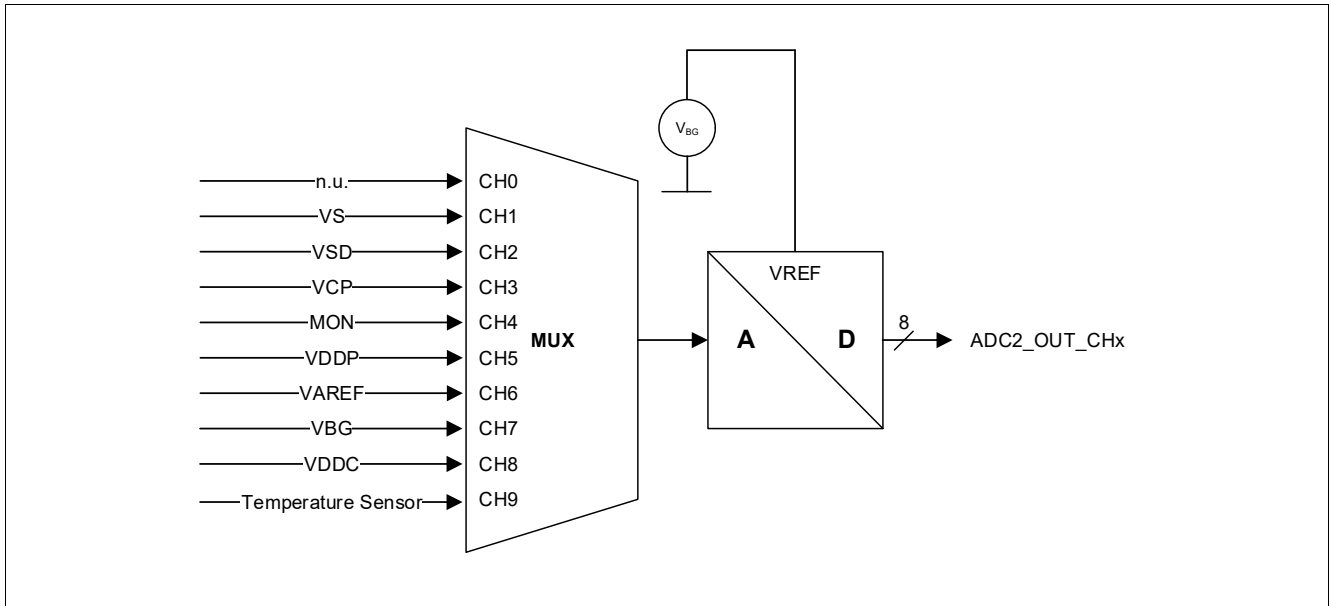 V_BG
n.u. CH0
VS CH1
VSD CH2
VREF
VCP CH3
MON CH4 MUX A D 8 ADC2_OUT_CHx
VDDP CH5
VAREF CH6
VBG CH7
VDDC CH8
Temperature Sensor CH9